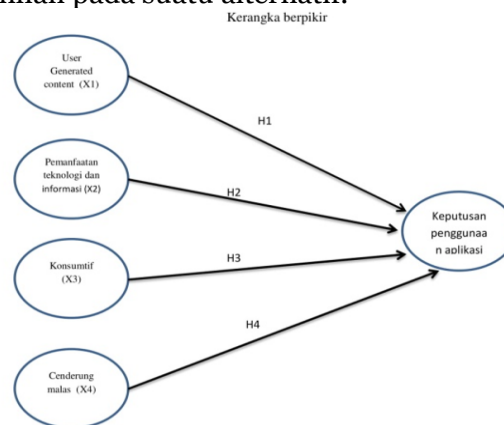 pada suatu alternatif.
Kerangka berpikir
User
Generated
content (X1)
H1
Pemanfaatan
teknologi dan
informasi (X2)
H2
Keputusan
penggunaa
n aplikasi
Konsumtif
(X3)
H3
H4
Cenderung
malas (X4)